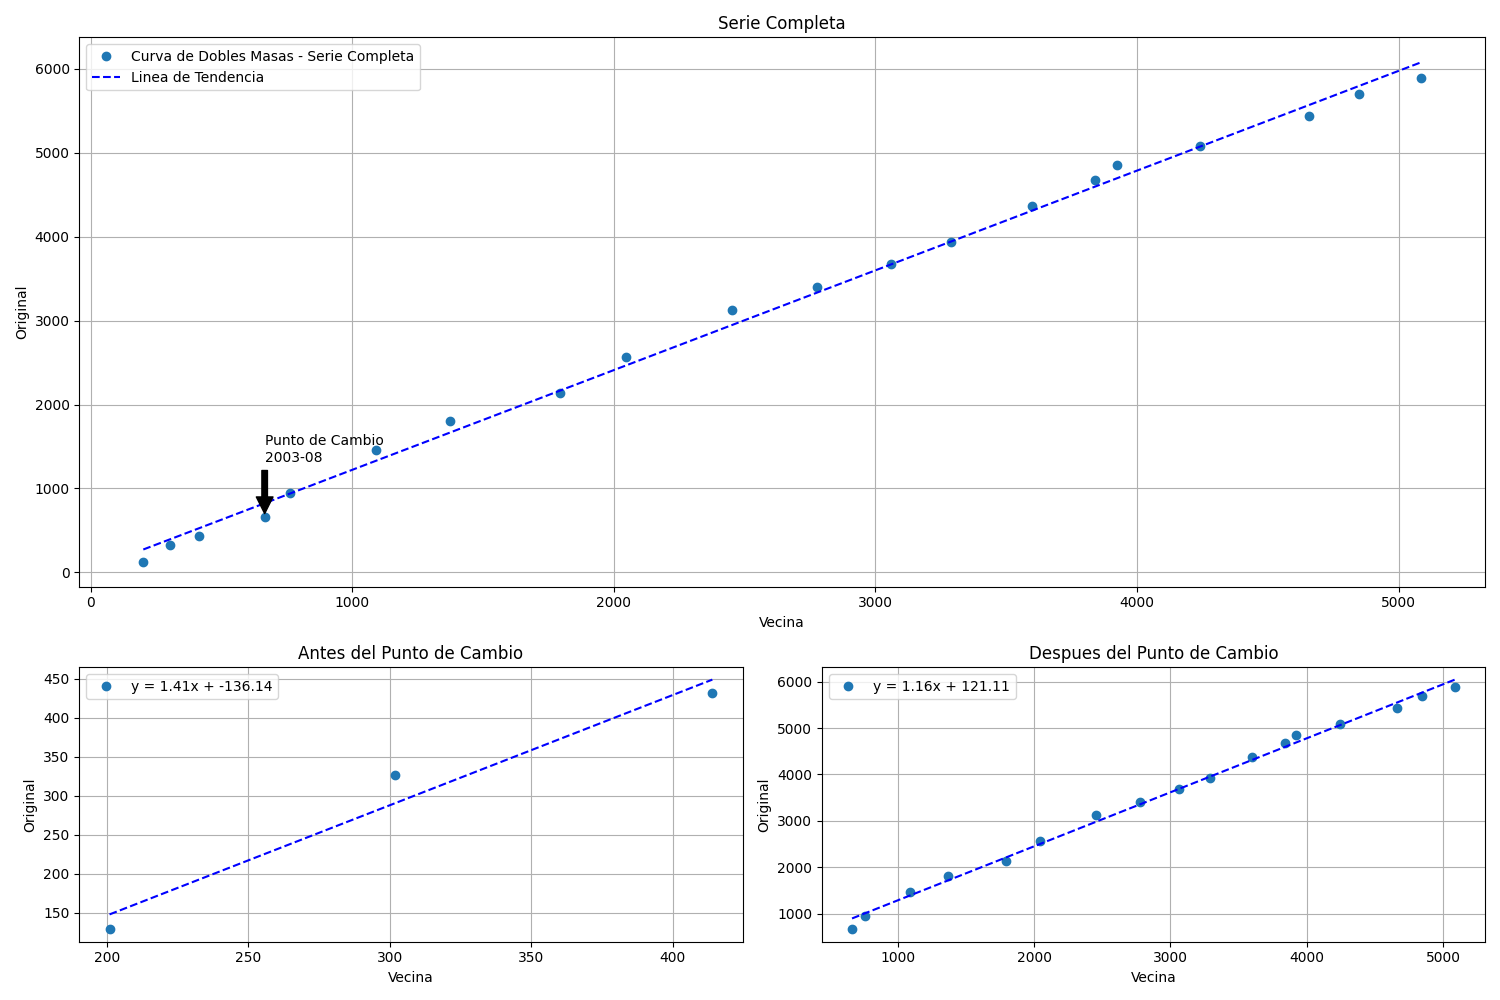 Serie Completa
Curva de Dobles Masas - Serie Completa
Linea de Tendencia
6000
5000
4000
3000
2000
1000
0
Original
Punto de Cambio
2003-08
0 1000 2000 3000 4000 5000
Vecina
Antes del Punto de Cambio
y = 1.41x + -136.14
450
400
350
300
250
200
150
Original
200 250 300 350 400
Vecina
Despues del Punto de Cambio
y = 1.16x + 121.11
6000
5000
4000
3000
2000
1000
Original
1000 2000 3000 4000 5000
Vecina